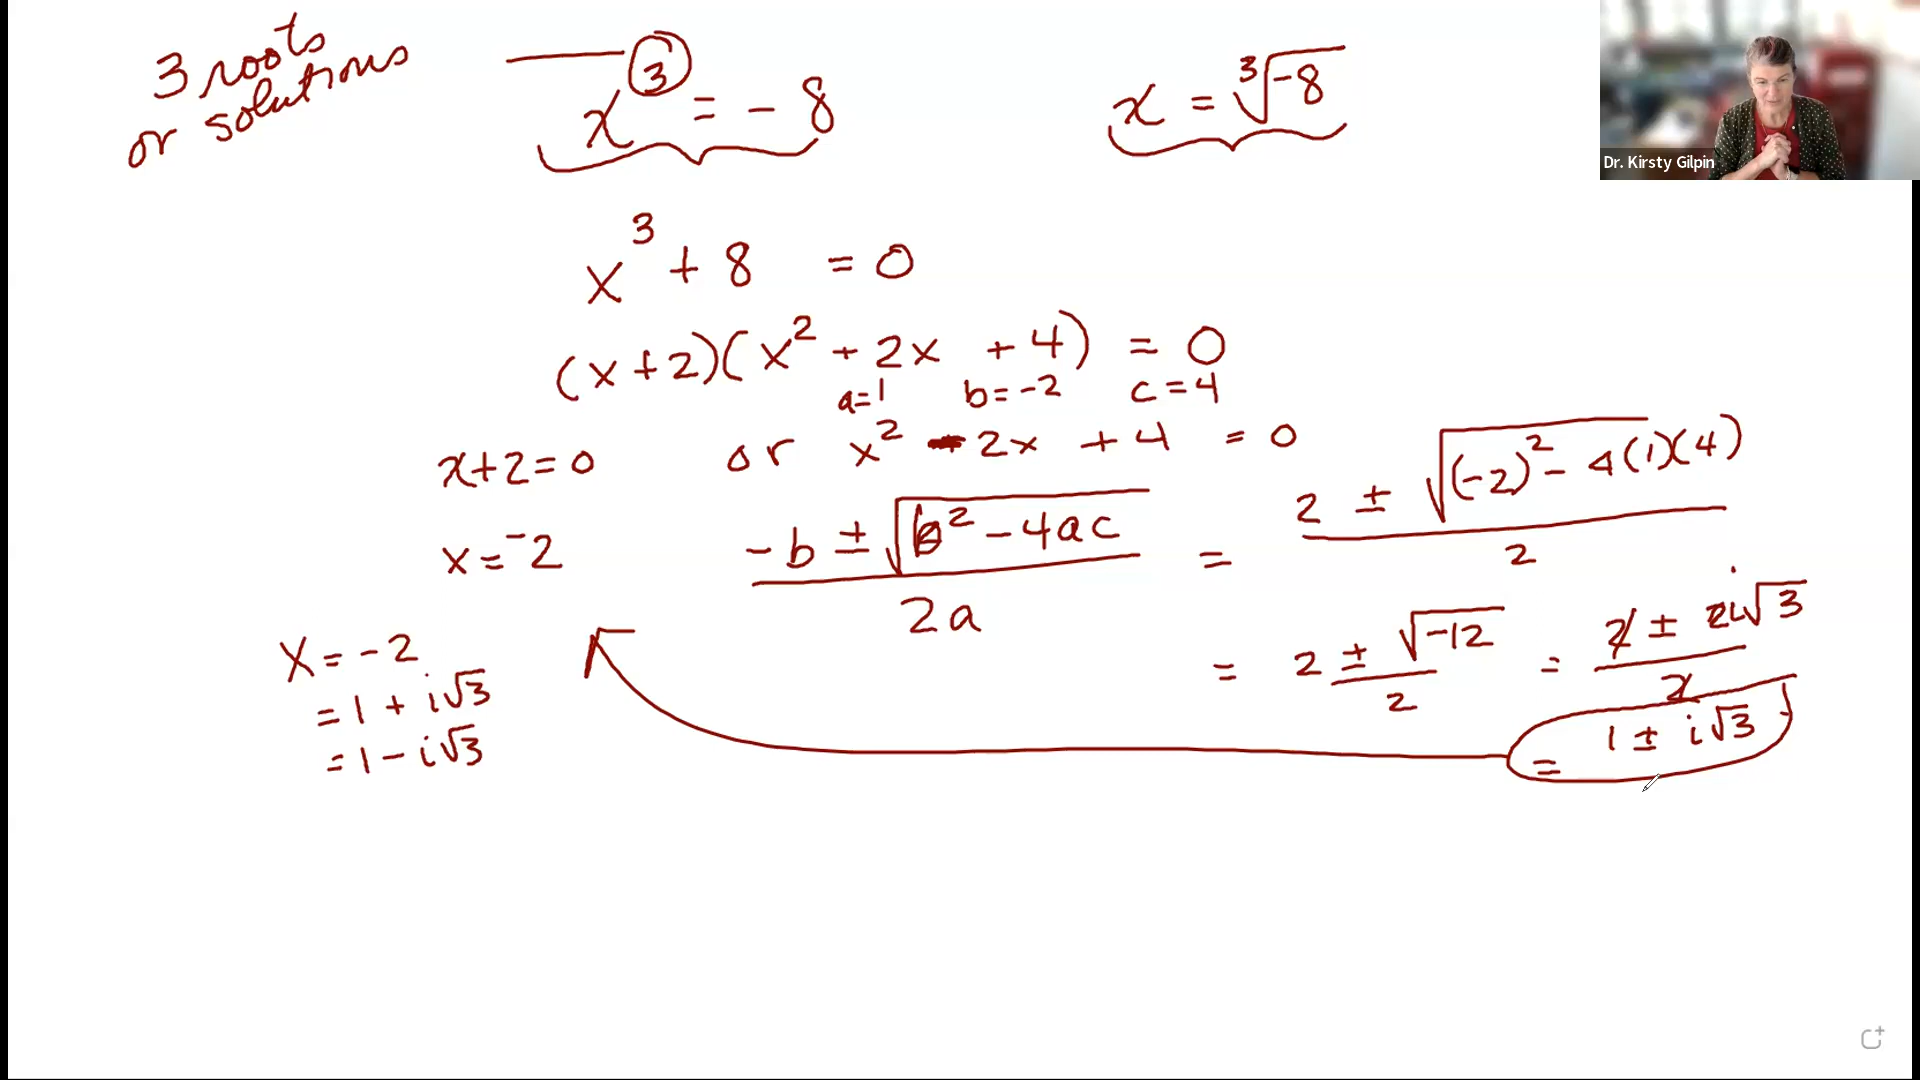 3 roots
or solutions
x³ = -8
x = ∛-8
Dr. Kirsty Gilpin
x³ + 8 = 0
(x+2)(x² - 2x + 4) = 0
a=1 b=-2 c=4
x+2=0 or x² - 2x + 4 = 0
x=⁻2
-b ± √b² - 4ac / 2a = 2 ± √(-2)² - 4(1)(4) / 2
= 2 ± √-12 / 2 = 2 ± 2i√3 / 2
= 1 ± i√3
x = -2
= 1 + i√3
= 1 - i√3